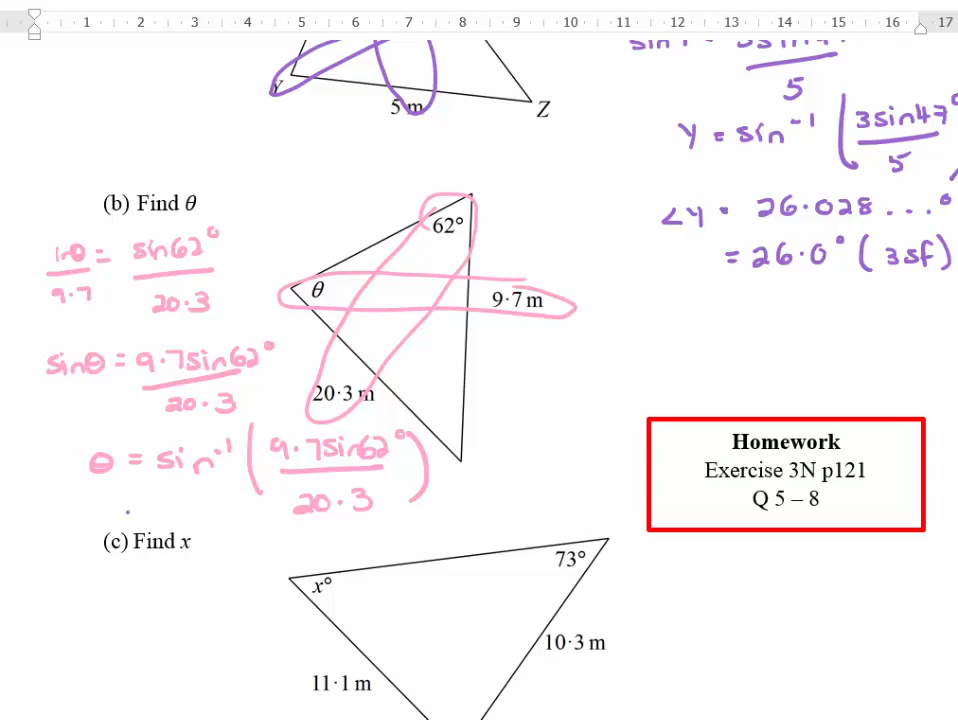 1 2 3 4 5 6 7 8 9 10 11 12 13 14 15 16 17
5
5 m
Y
Z
Y = sin⁻¹ (3sin47°
5
∠Y = 26.028 ...°
= 26.0° (3sf)
(b) Find θ
62°
θ
9·7 m
20·3 m
inθ = sin62°
9.7 20.3
sinθ = 9.7sin62°
20.3
θ = sin⁻¹ (9.7sin62°)
20.3
Homework
Exercise 3N p121
Q 5 – 8
(c) Find x
73°
x°
10·3 m
11·1 m